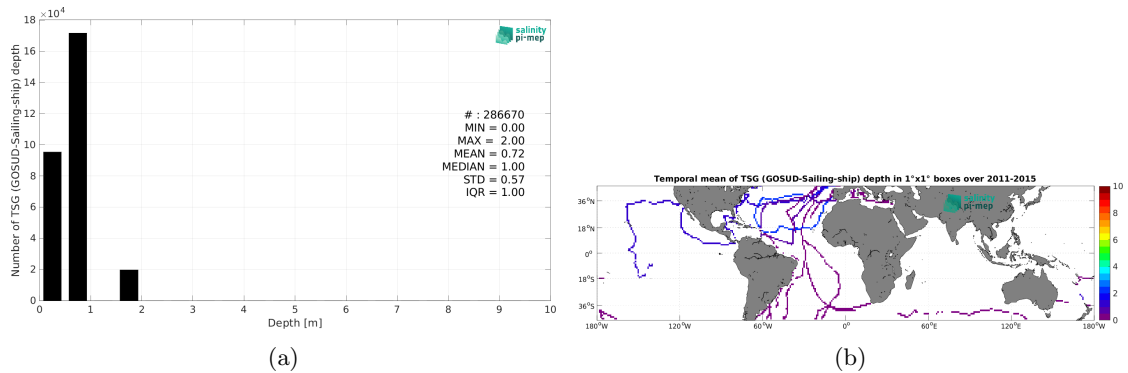 18 ×10⁴
16
14
12
10
8
6
4
2
0
Number of TSG (GOSUD-Sailing-ship) depth
0 1 2 3 4 5 6 7 8 9 10
Depth [m]
salinity
pi-mep
# : 286670
MIN = 0.00
MAX = 2.00
MEAN = 0.72
MEDIAN = 1.00
STD = 0.57
IQR = 1.00
(a)
Temporal mean of TSG (GOSUD-Sailing-ship) depth in 1°x1° boxes over 2011-2015
salinity
pi-mep
36°N
18°N
0°
18°S
36°S
180°W 120°W 60°W 0° 60°E 120°E 180°W
10
8
6
4
2
0
(b)